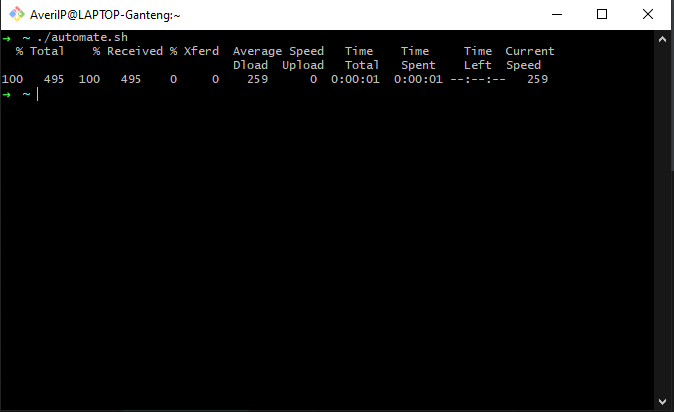 AverilP@LAPTOP-Ganteng:~
→ ~ ./automate.sh
% Total % Received % Xferd Average Speed Time Time Time Current
Dload Upload Total Spent Left Speed
100 495 100 495 0 0 259 0 0:00:01 0:00:01 --:--:-- 259
→ ~